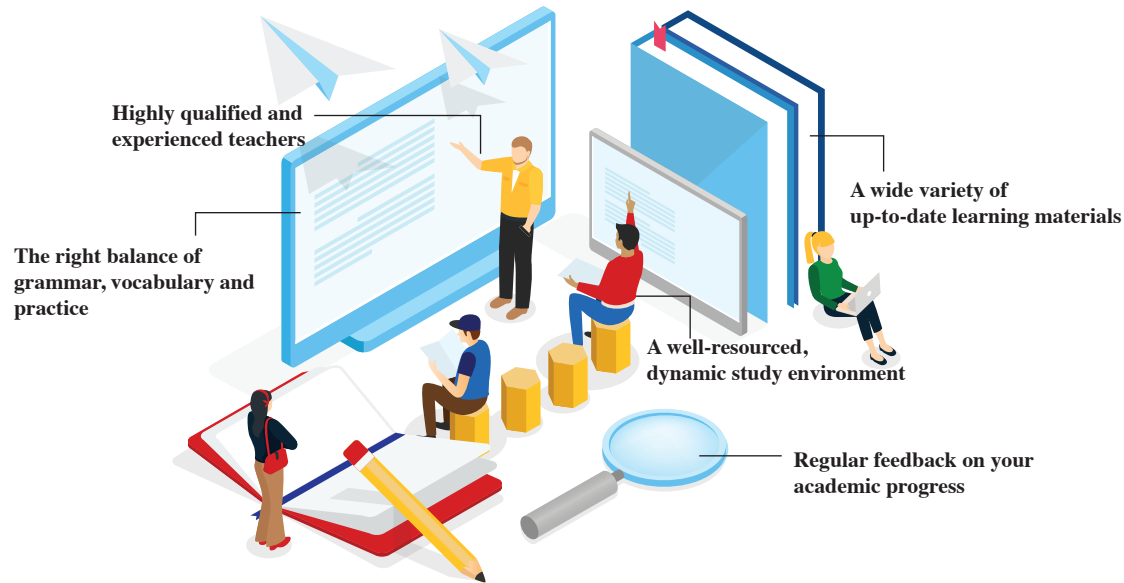 Highly qualified and
experienced teachers
The right balance of
grammar, vocabulary and
practice
A wide variety of
up-to-date learning materials
A well-resourced,
dynamic study environment
Regular feedback on your
academic progress